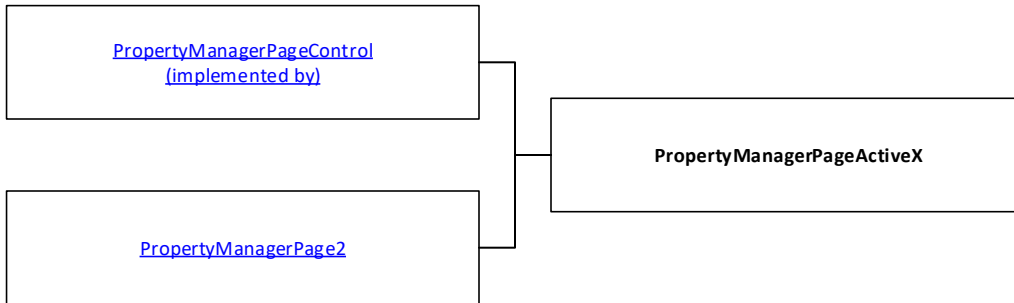 PropertyManagerPageControl
(implemented by)
PropertyManagerPageActiveX
PropertyManagerPage2